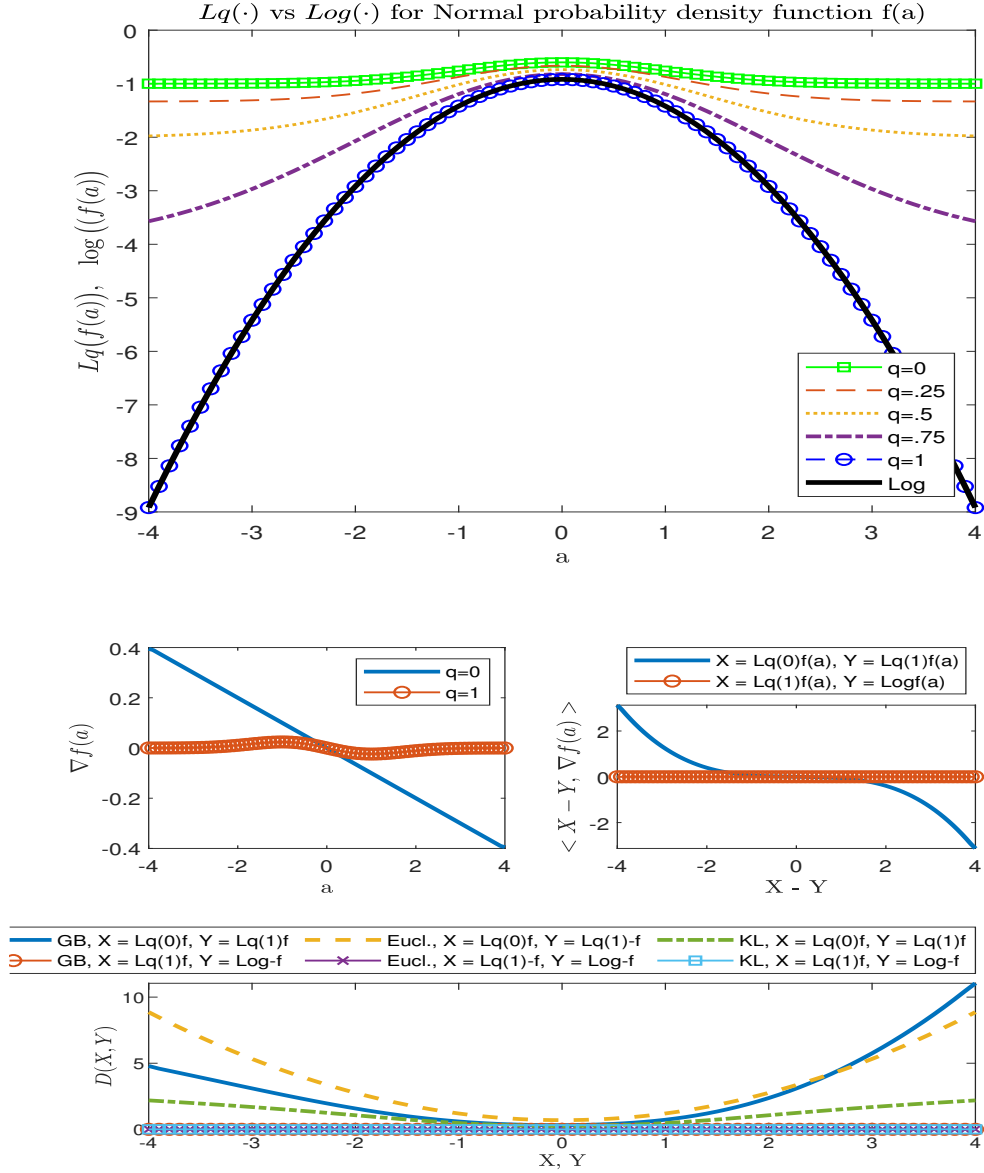 Lq(·) vs Log(·) for Normal probability density function f(a)
0
-1
-2
-3
-4
-5
-6
-7
-8
-9
Lq(f(a)), log((f(a))
-4 -3 -2 -1 0 1 2 3 4
a
q=0
q=.25
q=.5
q=.75
q=1
Log
0.4
0.2
0
-0.2
-0.4
∇f(a)
-4 -2 0 2 4
a
q=0
q=1
X = Lq(0)f(a), Y = Lq(1)f(a)
X = Lq(1)f(a), Y = Logf(a)
2
0
-2
< X − Y, ∇f(a) >
-4 -2 0 2 4
X - Y
GB, X = Lq(0)f, Y = Lq(1)f Eucl., X = Lq(0)f, Y = Lq(1)-f KL, X = Lq(0)f, Y = Lq(1)f
GB, X = Lq(1)f, Y = Log-f Eucl., X = Lq(1)-f, Y = Log-f KL, X = Lq(1)f, Y = Log-f
10
5
0
D(X,Y)
-4 -3 -2 -1 0 1 2 3 4
X, Y